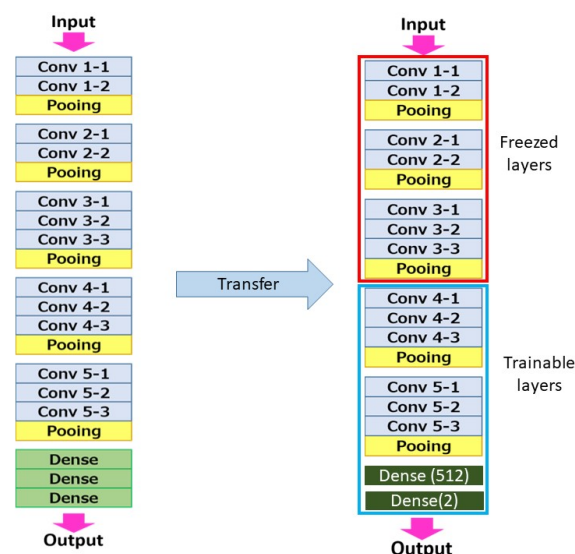 Input
Conv 1-1
Conv 1-2
Pooing
Conv 2-1
Conv 2-2
Pooing
Conv 3-1
Conv 3-2
Conv 3-3
Pooing
Conv 4-1
Conv 4-2
Conv 4-3
Pooing
Conv 5-1
Conv 5-2
Conv 5-3
Pooing
Dense
Dense
Dense
Output
Transfer
Input
Conv 1-1
Conv 1-2
Pooing
Conv 2-1
Conv 2-2
Pooing
Conv 3-1
Conv 3-2
Conv 3-3
Pooing
Conv 4-1
Conv 4-2
Conv 4-3
Pooing
Conv 5-1
Conv 5-2
Conv 5-3
Pooing
Dense (512)
Dense(2)
Output
Freezed
layers
Trainable
layers